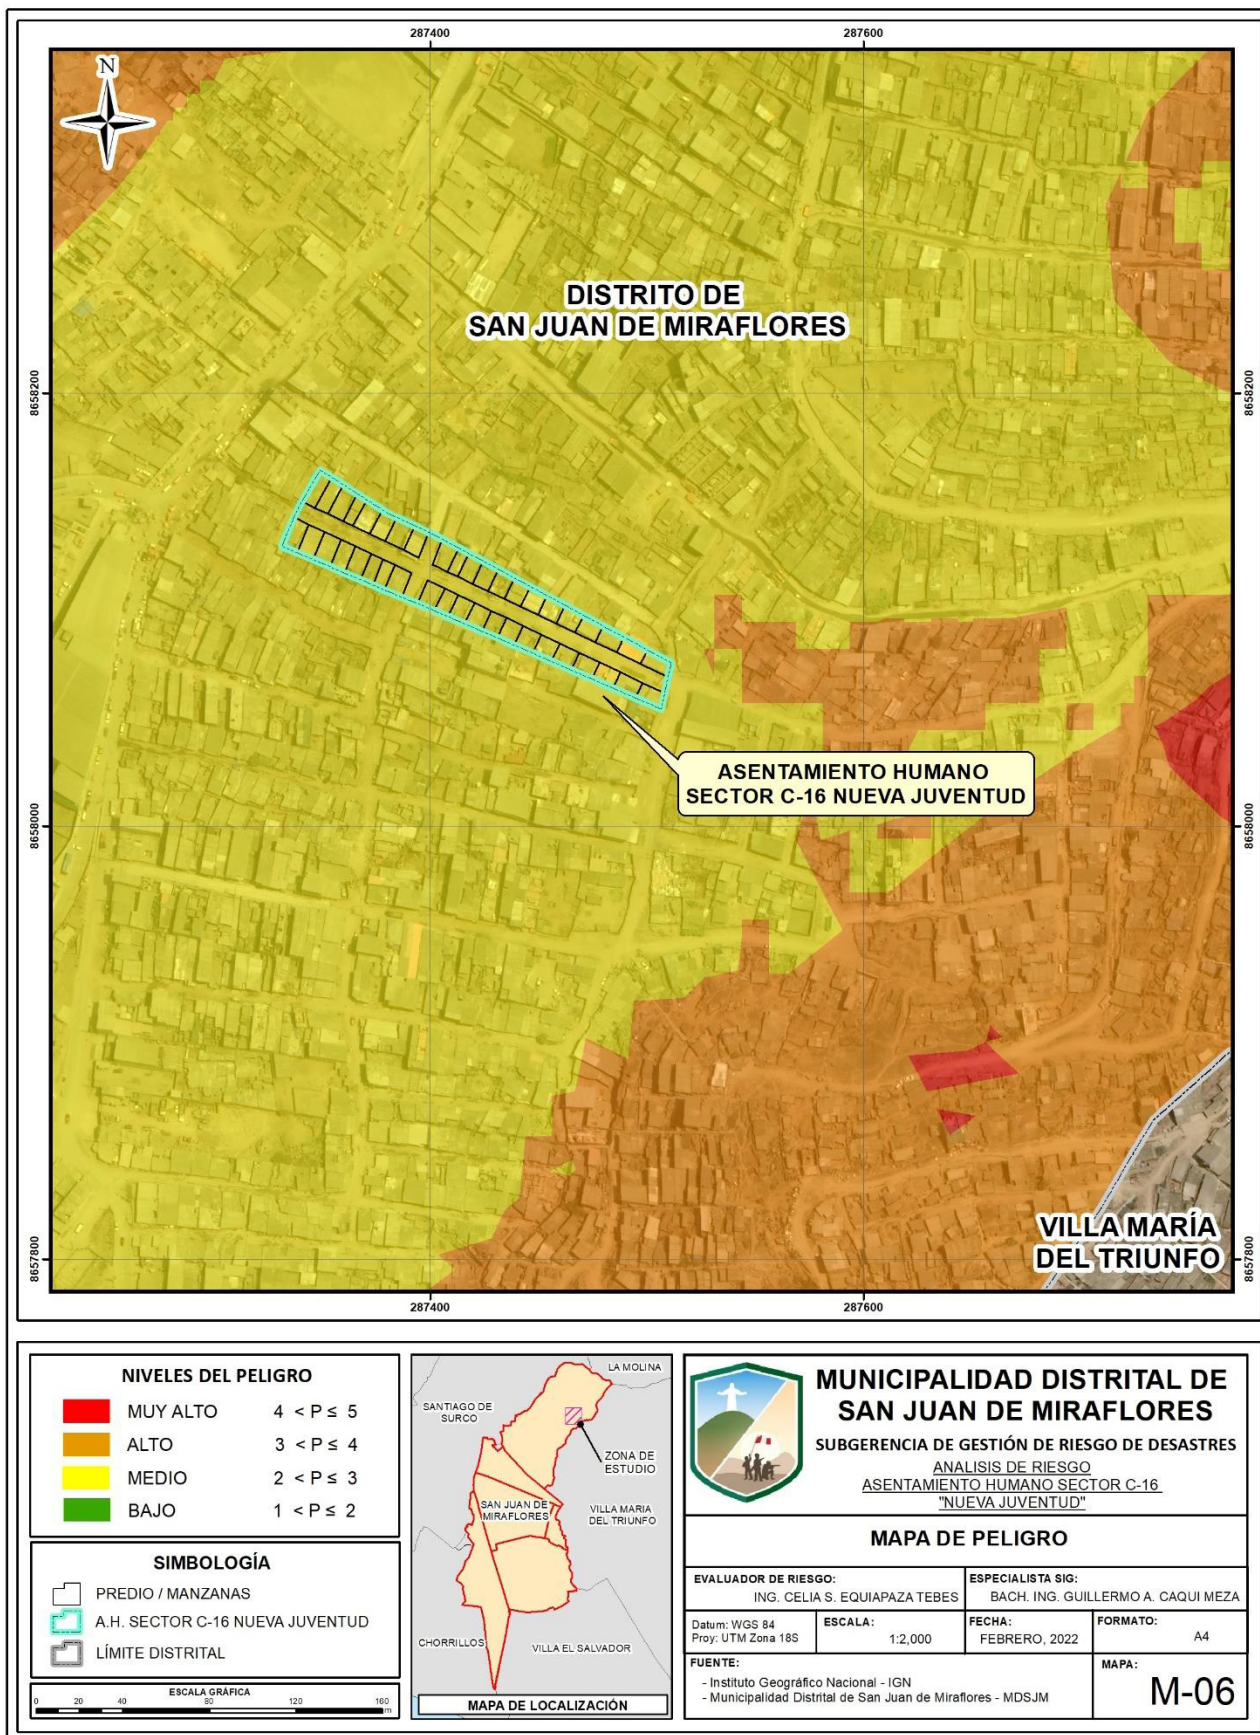 287400
287600
N
DISTRITO DE
SAN JUAN DE MIRAFLORES
8658200
8658200
ASENTAMIENTO HUMANO
SECTOR C-16 NUEVA JUVENTUD
8658000
8658000
VILLA MARÍA
DEL TRIUNFO
8657800
8657800
287400
287600
NIVELES DEL PELIGRO
MUY ALTO 4 < P ≤ 5
ALTO 3 < P ≤ 4
MEDIO 2 < P ≤ 3
BAJO 1 < P ≤ 2
SIMBOLOGÍA
PREDIO / MANZANAS
A.H. SECTOR C-16 NUEVA JUVENTUD
LÍMITE DISTRITAL
ESCALA GRÁFICA
0 20 40 80 120 160
m
LA MOLINA
SANTIAGO DE
SURCO
ZONA DE
ESTUDIO
SAN JUAN DE
MIRAFLORES
VILLA MARIA
DEL TRIUNFO
CHORRILLOS
VILLA EL SALVADOR
MAPA DE LOCALIZACIÓN
MUNICIPALIDAD DISTRITAL DE
SAN JUAN DE MIRAFLORES
SUBGERENCIA DE GESTIÓN DE RIESGO DE DESASTRES
ANALISIS DE RIESGO
ASENTAMIENTO HUMANO SECTOR C-16
"NUEVA JUVENTUD"
MAPA DE PELIGRO
EVALUADOR DE RIESGO:
ING. CELIA S. EQUIAPAZA TEBES
ESPECIALISTA SIG:
BACH. ING. GUILLERMO A. CAQUI MEZA
Datum: WGS 84
Proy: UTM Zona 18S
ESCALA:
1:2,000
FECHA:
FEBRERO, 2022
FORMATO:
A4
FUENTE:
- Instituto Geográfico Nacional - IGN
- Municipalidad Distrital de San Juan de Miraflores - MDSJM
MAPA:
M-06